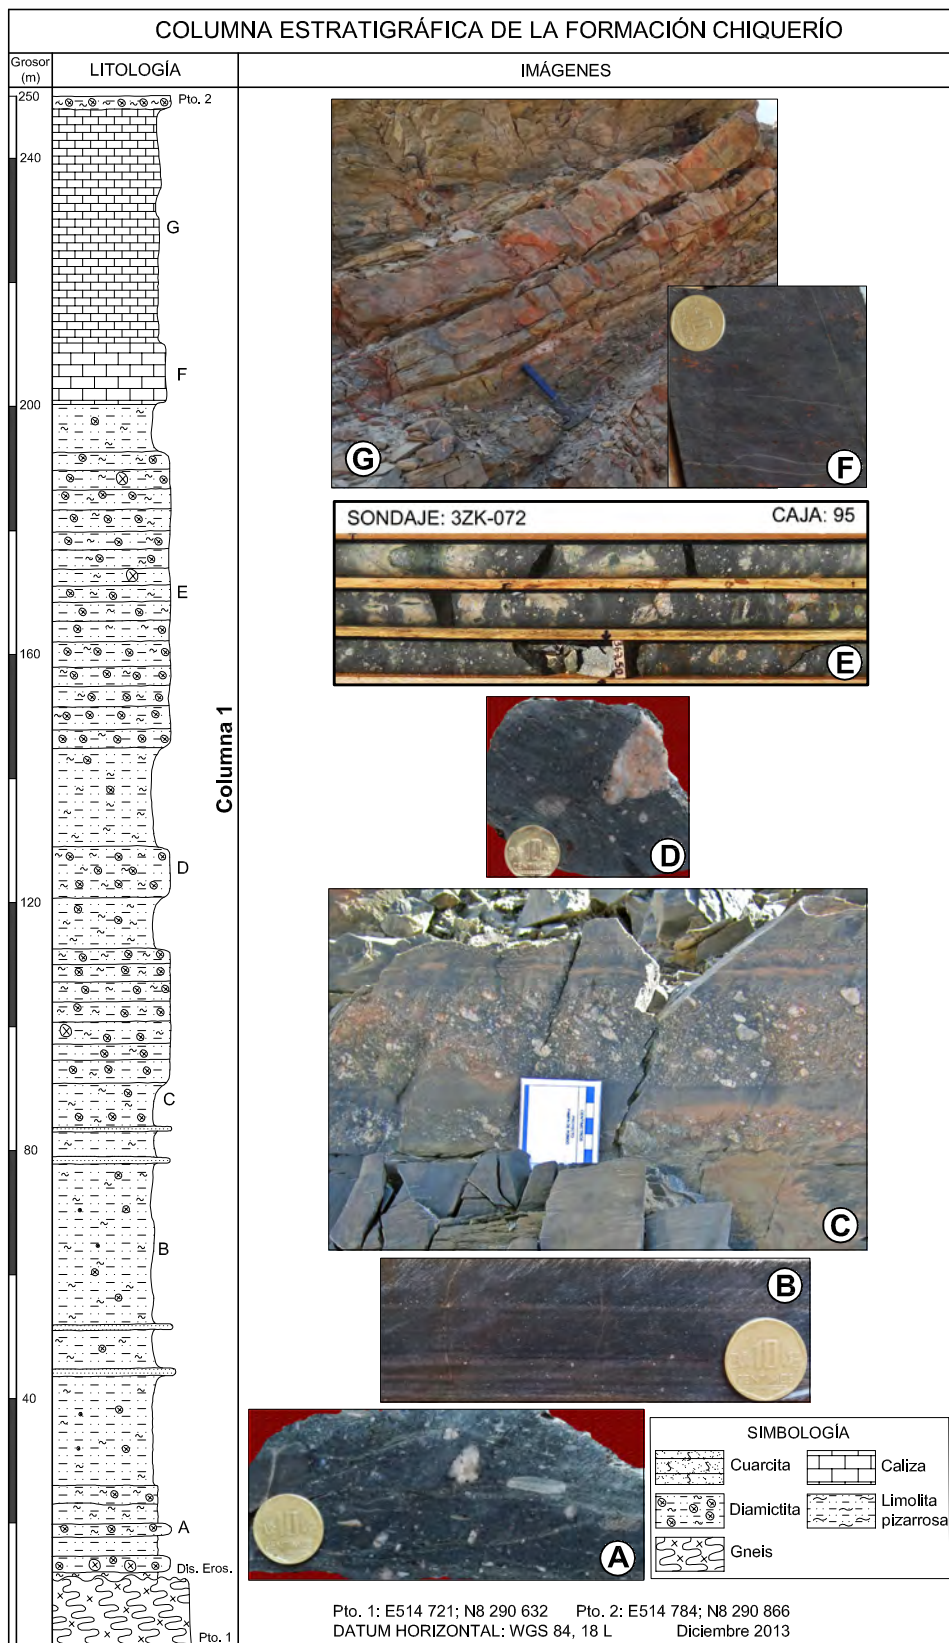 COLUMNA ESTRATIGRÁFICA DE LA FORMACIÓN CHIQUERÍO
Grosor
(m)
LITOLOGÍA
IMÁGENES
250
Pto. 2
240
G
F
200
E
160
Columna 1
D
120
C
80
B
40
A
Dis. Eros.
Pto. 1
G
F
SONDAJE: 3ZK-072
CAJA: 95
E
D
C
B
A
SIMBOLOGÍA
Cuarcita
Caliza
Diamictita
Limolita
pizarrosa
Gneis
Pto. 1: E514 721; N8 290 632
Pto. 2: E514 784; N8 290 866
DATUM HORIZONTAL: WGS 84, 18 L
Diciembre 2013